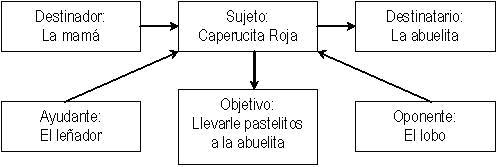 Destinador:
La mamá
Sujeto:
Caperucita Roja
Destinatario:
La abuelita
Ayudante:
El leñador
Objetivo:
Llevarle pastelitos
a la abuelita
Oponente:
El lobo